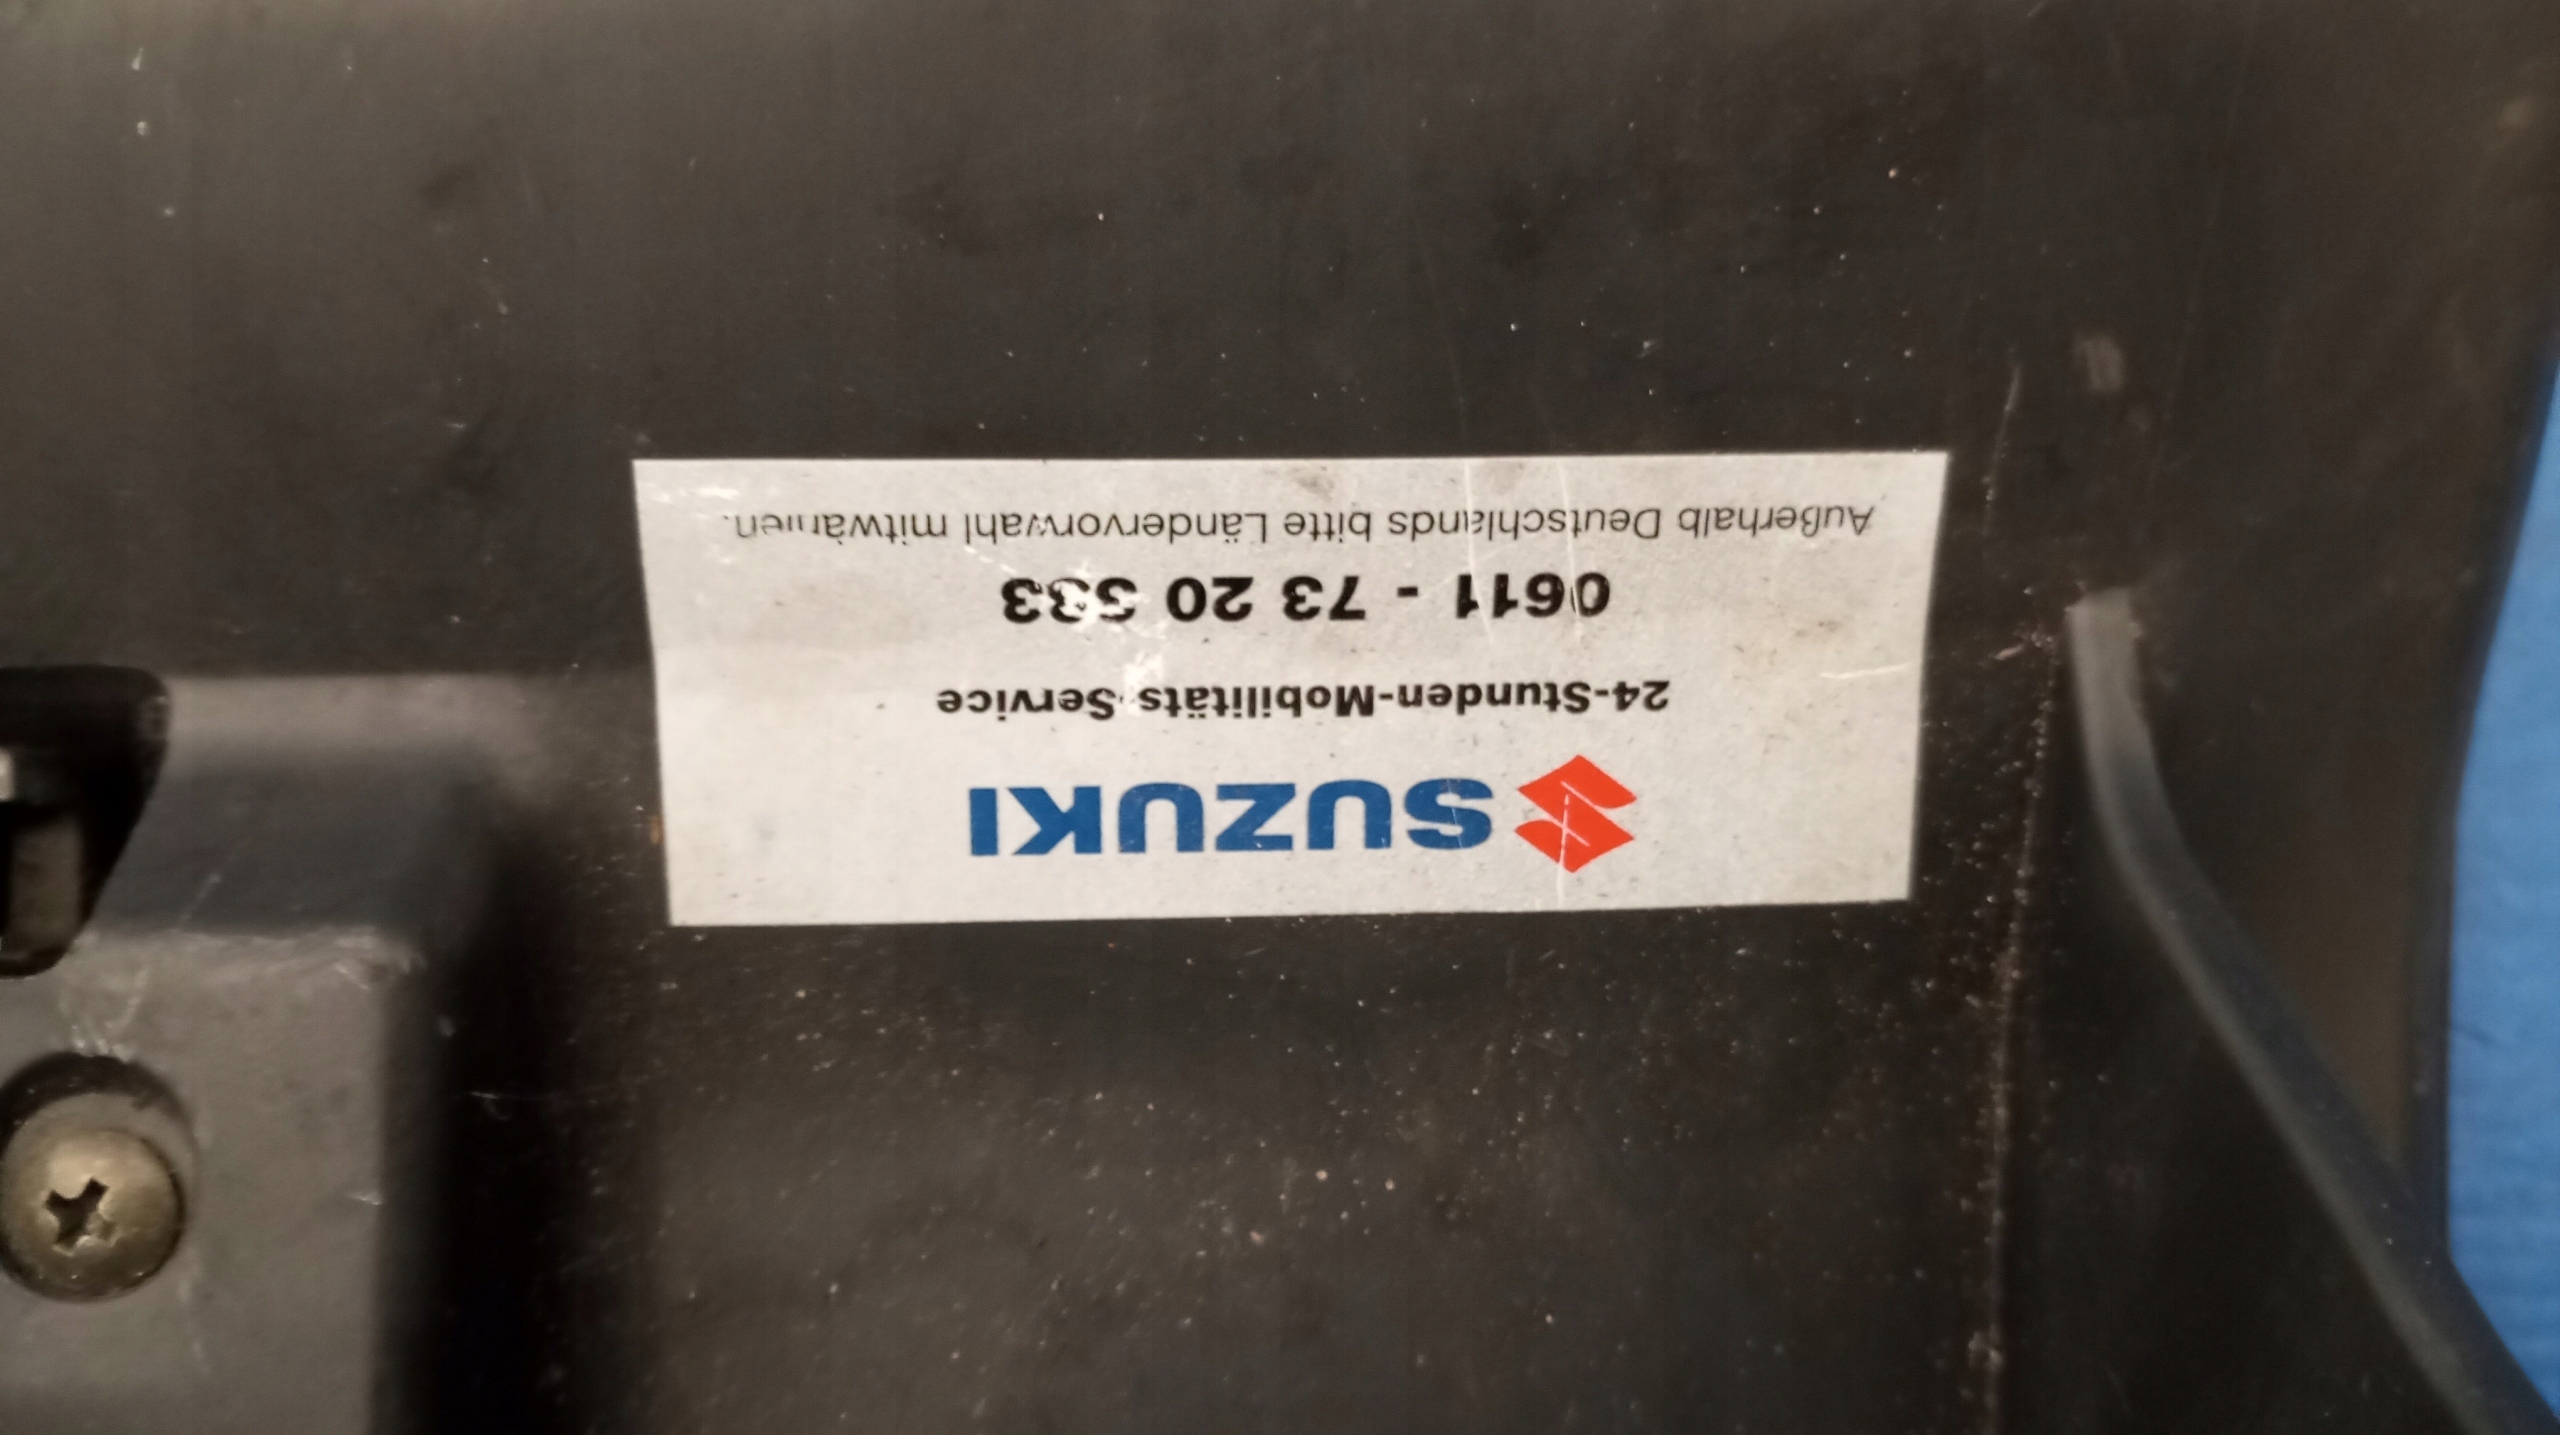 SUZUKI
24-Stunden-Mobilitäts-Service
0611 - 73 20 333
Außerhalb Deutschlands bitte Ländervorwahl mitwählen.